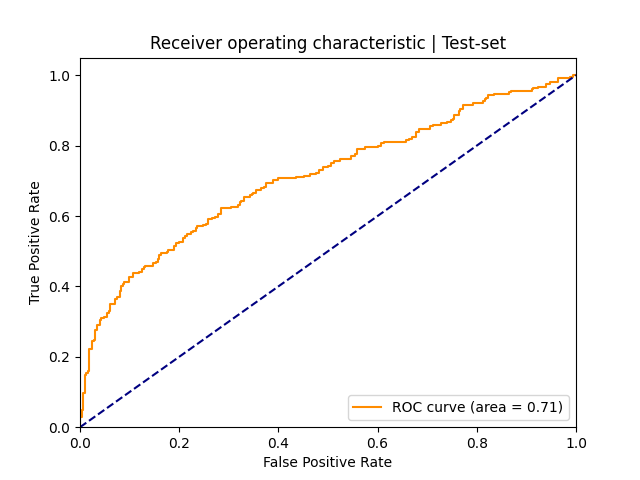 Receiver operating characteristic | Test-set
True Positive Rate
1.0
0.8
0.6
0.4
0.2
0.0
ROC curve (area = 0.71)
0.0 0.2 0.4 0.6 0.8 1.0
False Positive Rate